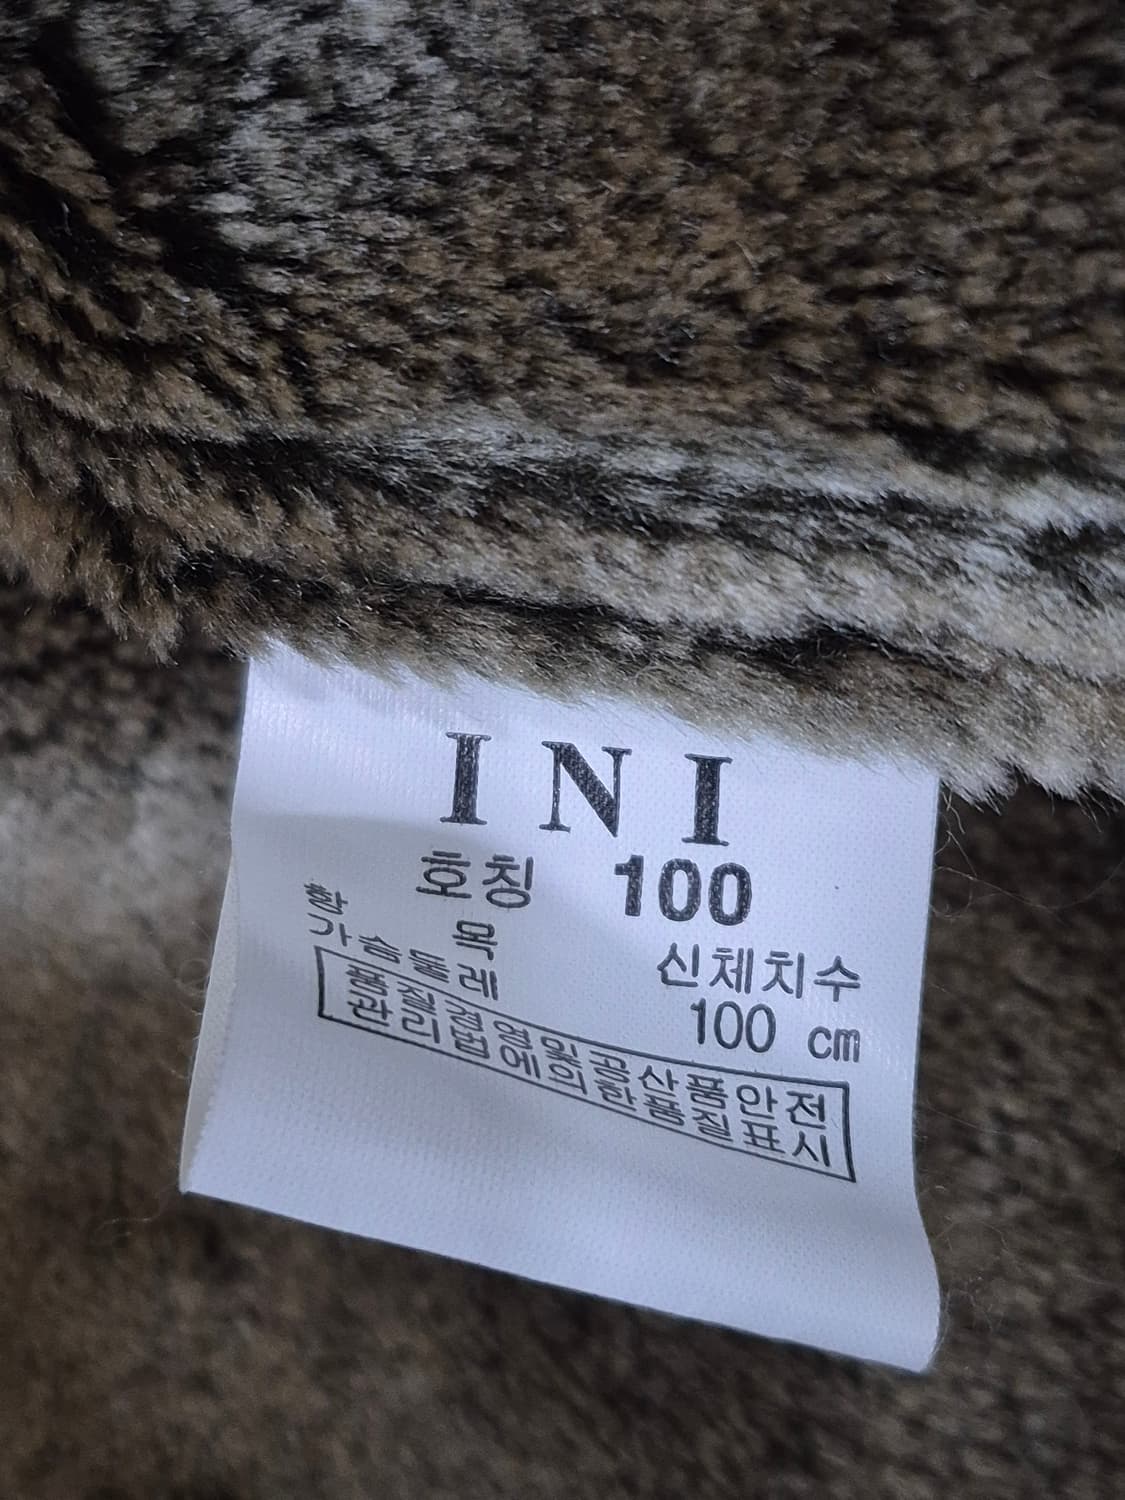 INI
호칭 100
항 목 신체치수
가슴둘레 100 cm
품질경영및공산품안전
관리법에의한품질표시